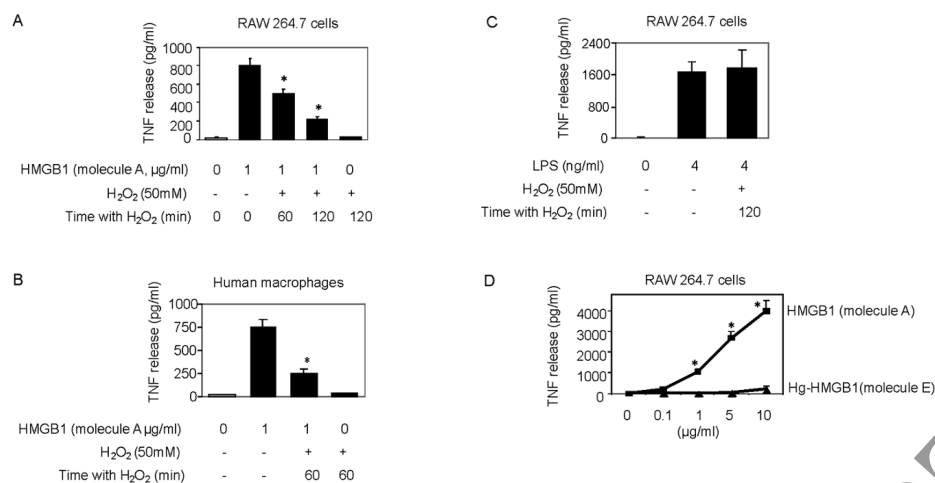 A
RAW 264.7 cells
TNF release (pg/ml)
1000
800
600
400
200
0
HMGB1 (molecule A, µg/ml) 0 1 1 1 0
H₂O₂ (50mM) - - + + +
Time with H₂O₂ (min) 0 0 60 120 120
* *
B
Human macrophages
TNF release (pg/ml)
1000
750
500
250
0
*
HMGB1 (molecule A µg/ml) 0 1 1 0
H₂O₂ (50mM) - - + +
Time with H₂O₂ (min) - - 60 60
C
RAW 264.7 cells
TNF release (pg/ml)
2400
1600
800
0
LPS (ng/ml) 0 4 4
H₂O₂ (50mM) - - +
Time with H₂O₂ (min) - - 120
D
RAW 264.7 cells
TNF release (pg/ml)
4000
3000
2000
1000
0
* * *
HMGB1 (molecule A)
Hg-HMGB1(molecule E)
0 0.1 1 5 10
(µg/ml)